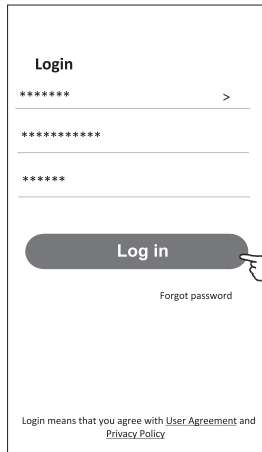 Login
******* >
***********
******
Log in
Forgot password
Login means that you agree with User Agreement and
Privacy Policy